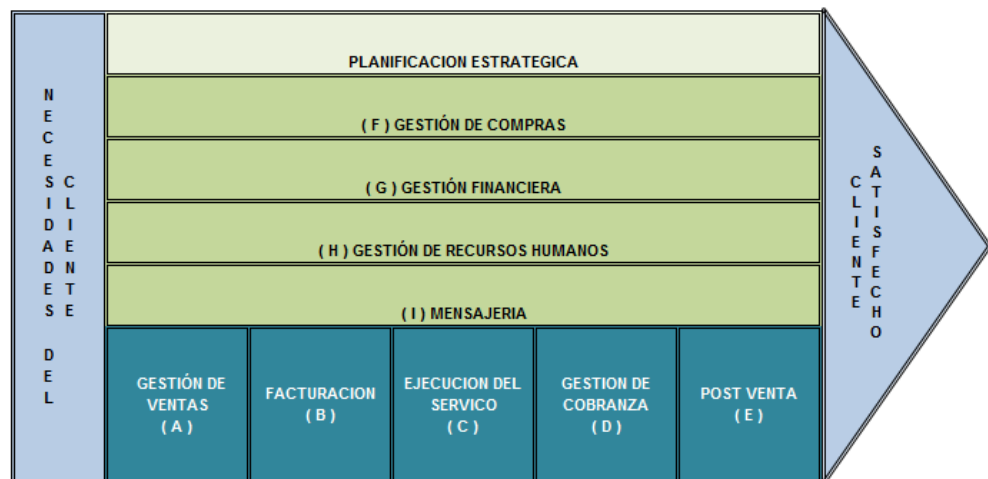 NECESIDADES DEL
CLIENTE
PLANIFICACION ESTRATEGICA
( F ) GESTIÓN DE COMPRAS
( G ) GESTIÓN FINANCIERA
( H ) GESTIÓN DE RECURSOS HUMANOS
( I ) MENSAJERIA
GESTIÓN DE
VENTAS
( A )
FACTURACION
( B )
EJECUCION DEL
SERVICO
( C )
GESTION DE
COBRANZA
( D )
POST VENTA
( E )
CLIENTE
SATISFECHO